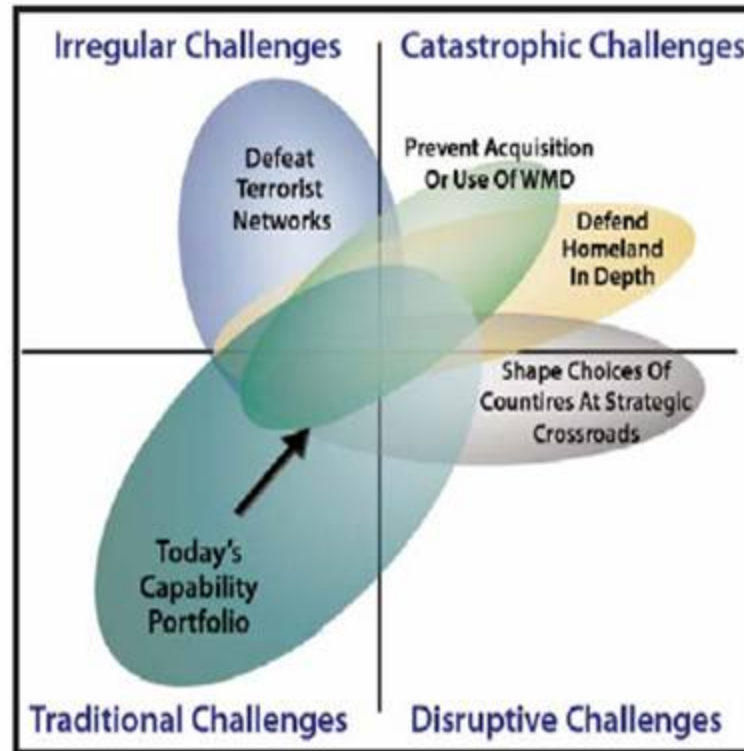 Irregular Challenges
Catastrophic Challenges
Defeat
Terrorist
Networks
Prevent Acquisition
Or Use Of WMD
Defend
Homeland
In Depth
Shape Choices Of
Countires At Strategic
Crossroads
Today's
Capability
Portfolio
Traditional Challenges
Disruptive Challenges